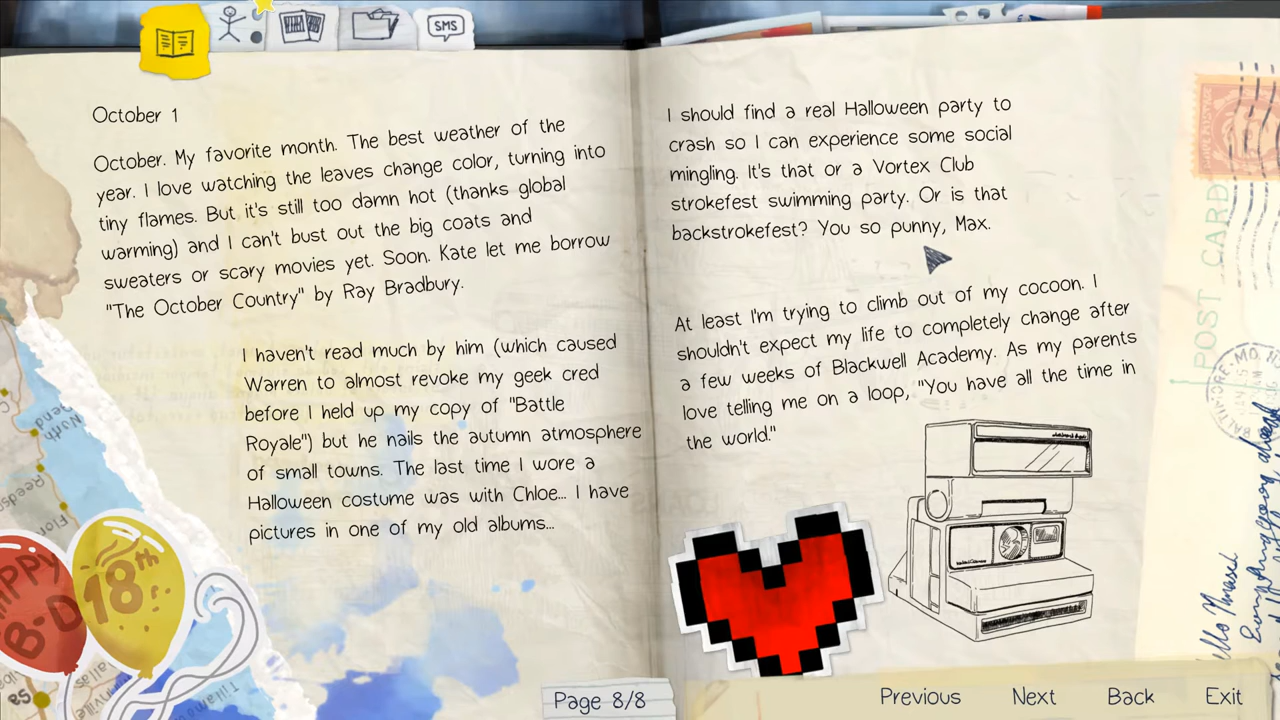 SMS
October 1
October. My favorite month. The best weather of the
year. I love watching the leaves change color, turning into
tiny flames. But it's still too damn hot (thanks global
warming) and I can't bust out the big coats and
sweaters or scary movies yet. Soon. Kate let me borrow
"The October Country" by Ray Bradbury.
I haven't read much by him (which caused
Warren to almost revoke my geek cred
before I held up my copy of "Battle
Royale") but he nails the autumn atmosphere
of small towns. The last time I wore a
Halloween costume was with Chloe... I have
pictures in one of my old albums...
I should find a real Halloween party to
crash so I can experience some social
mingling. It's that or a Vortex Club
strokefest swimming party. Or is that
backstrokefest? You so punny, Max.
At least I'm trying to climb out of my cocoon. I
shouldn't expect my life to completely change after
a few weeks of Blackwell Academy. As my parents
love telling me on a loop, "You have all the time in
the world."
POST CARD
North
Bend
18th
B-D
Page 8/8
Previous
Next
Back
Exit